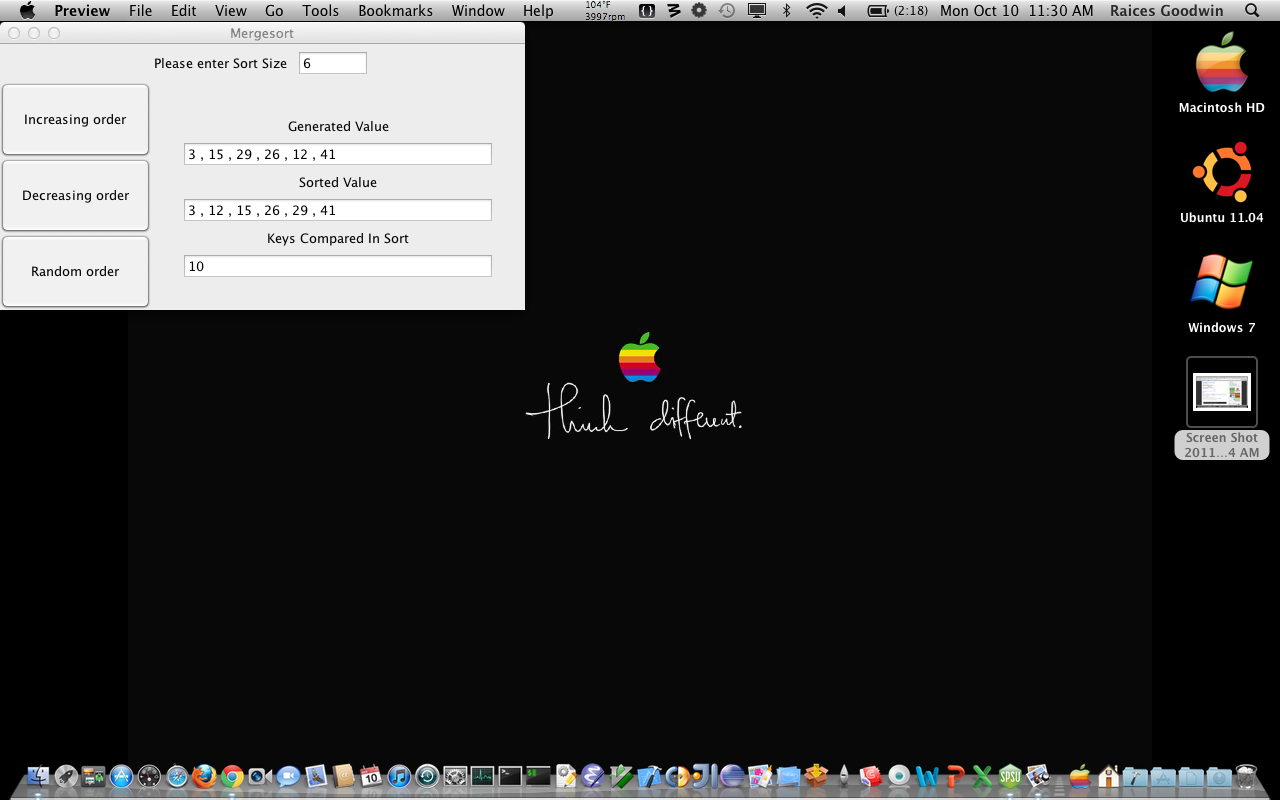 Preview File Edit View Go Tools Bookmarks Window Help 104°F 3997rpm (2:18) Mon Oct 10 11:30 AM Raices Goodwin
Mergesort
Please enter Sort Size 6
Increasing order
Decreasing order
Random order
Generated Value
3 , 15 , 29 , 26 , 12 , 41
Sorted Value
3 , 12 , 15 , 26 , 29 , 41
Keys Compared In Sort
10
Macintosh HD
Ubuntu 11.04
Windows 7
Screen Shot
2011...4 AM
Think different.
10
SPSU